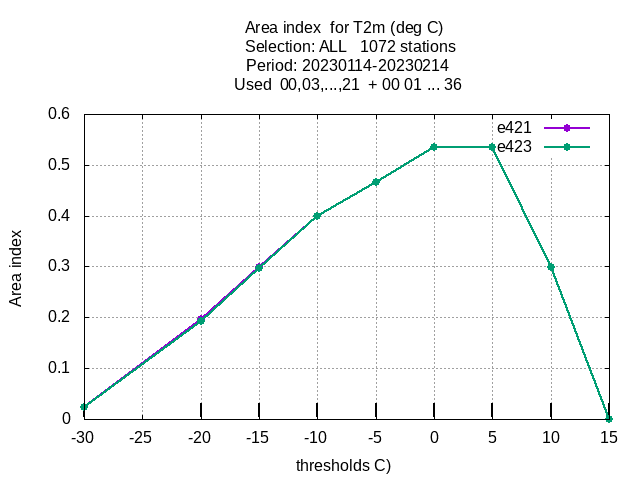 Area index  for T2m (deg C)
Selection: ALL   1072 stations
Period: 20230114-20230214
Used  00,03,...,21  + 00 01 ... 36
0.6
0.5
0.4
0.3
0.2
0.1
0
Area index
e421
e423
-30 -25 -20 -15 -10 -5 0 5 10 15
thresholds C)